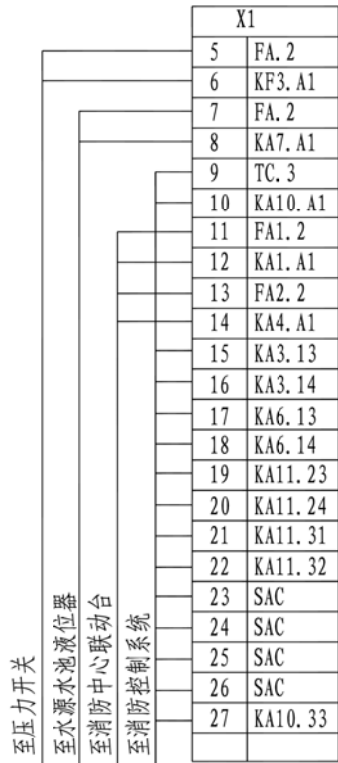 X1
5 FA.2
6 KF3.A1
7 FA.2
8 KA7.A1
9 TC.3
10 KA10.A1
11 FA1.2
12 KA1.A1
13 FA2.2
14 KA4.A1
15 KA3.13
16 KA3.14
17 KA6.13
18 KA6.14
19 KA11.23
20 KA11.24
21 KA11.31
22 KA11.32
23 SAC
24 SAC
25 SAC
26 SAC
27 KA10.33
至压力开关
至水源水池液位器
至消防中心联动台
至消防控制系统